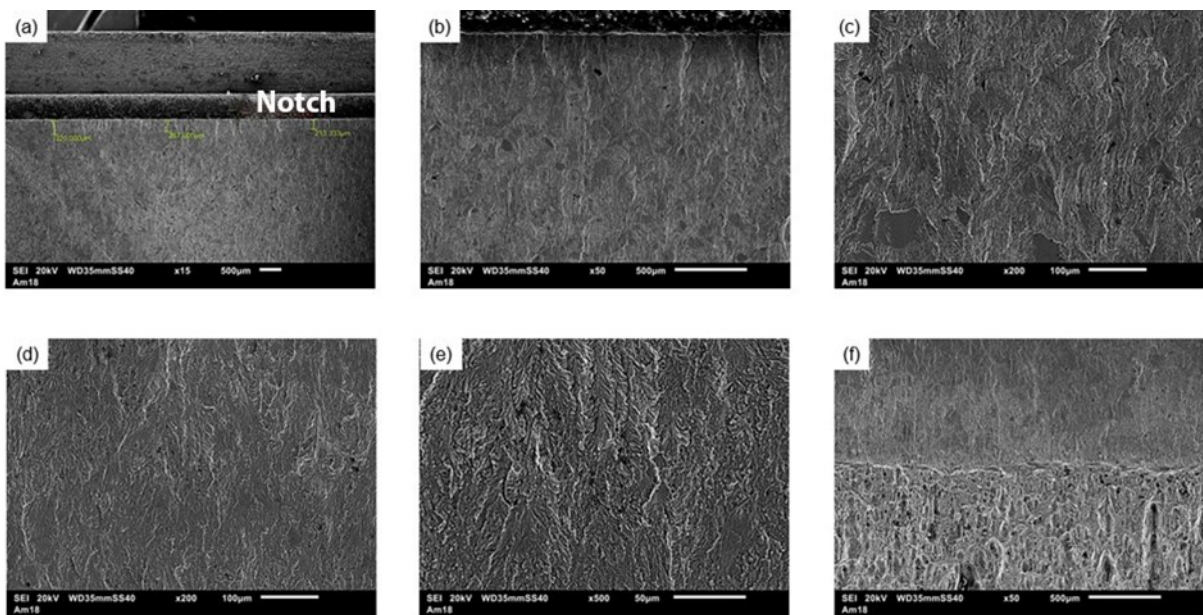 (a)
Notch
SEI 20kV WD35mmSS40 x15 500µm
Am18
(b)
SEI 20kV WD35mmSS40 x50 500µm
Am18
(c)
SEI 20kV WD35mmSS40 x200 100µm
Am18
(d)
SEI 20kV WD35mmSS40 x200 100µm
Am18
(e)
SEI 20kV WD35mmSS40 x500 50µm
Am18
(f)
SEI 20kV WD35mmSS40 x50 500µm
Am18